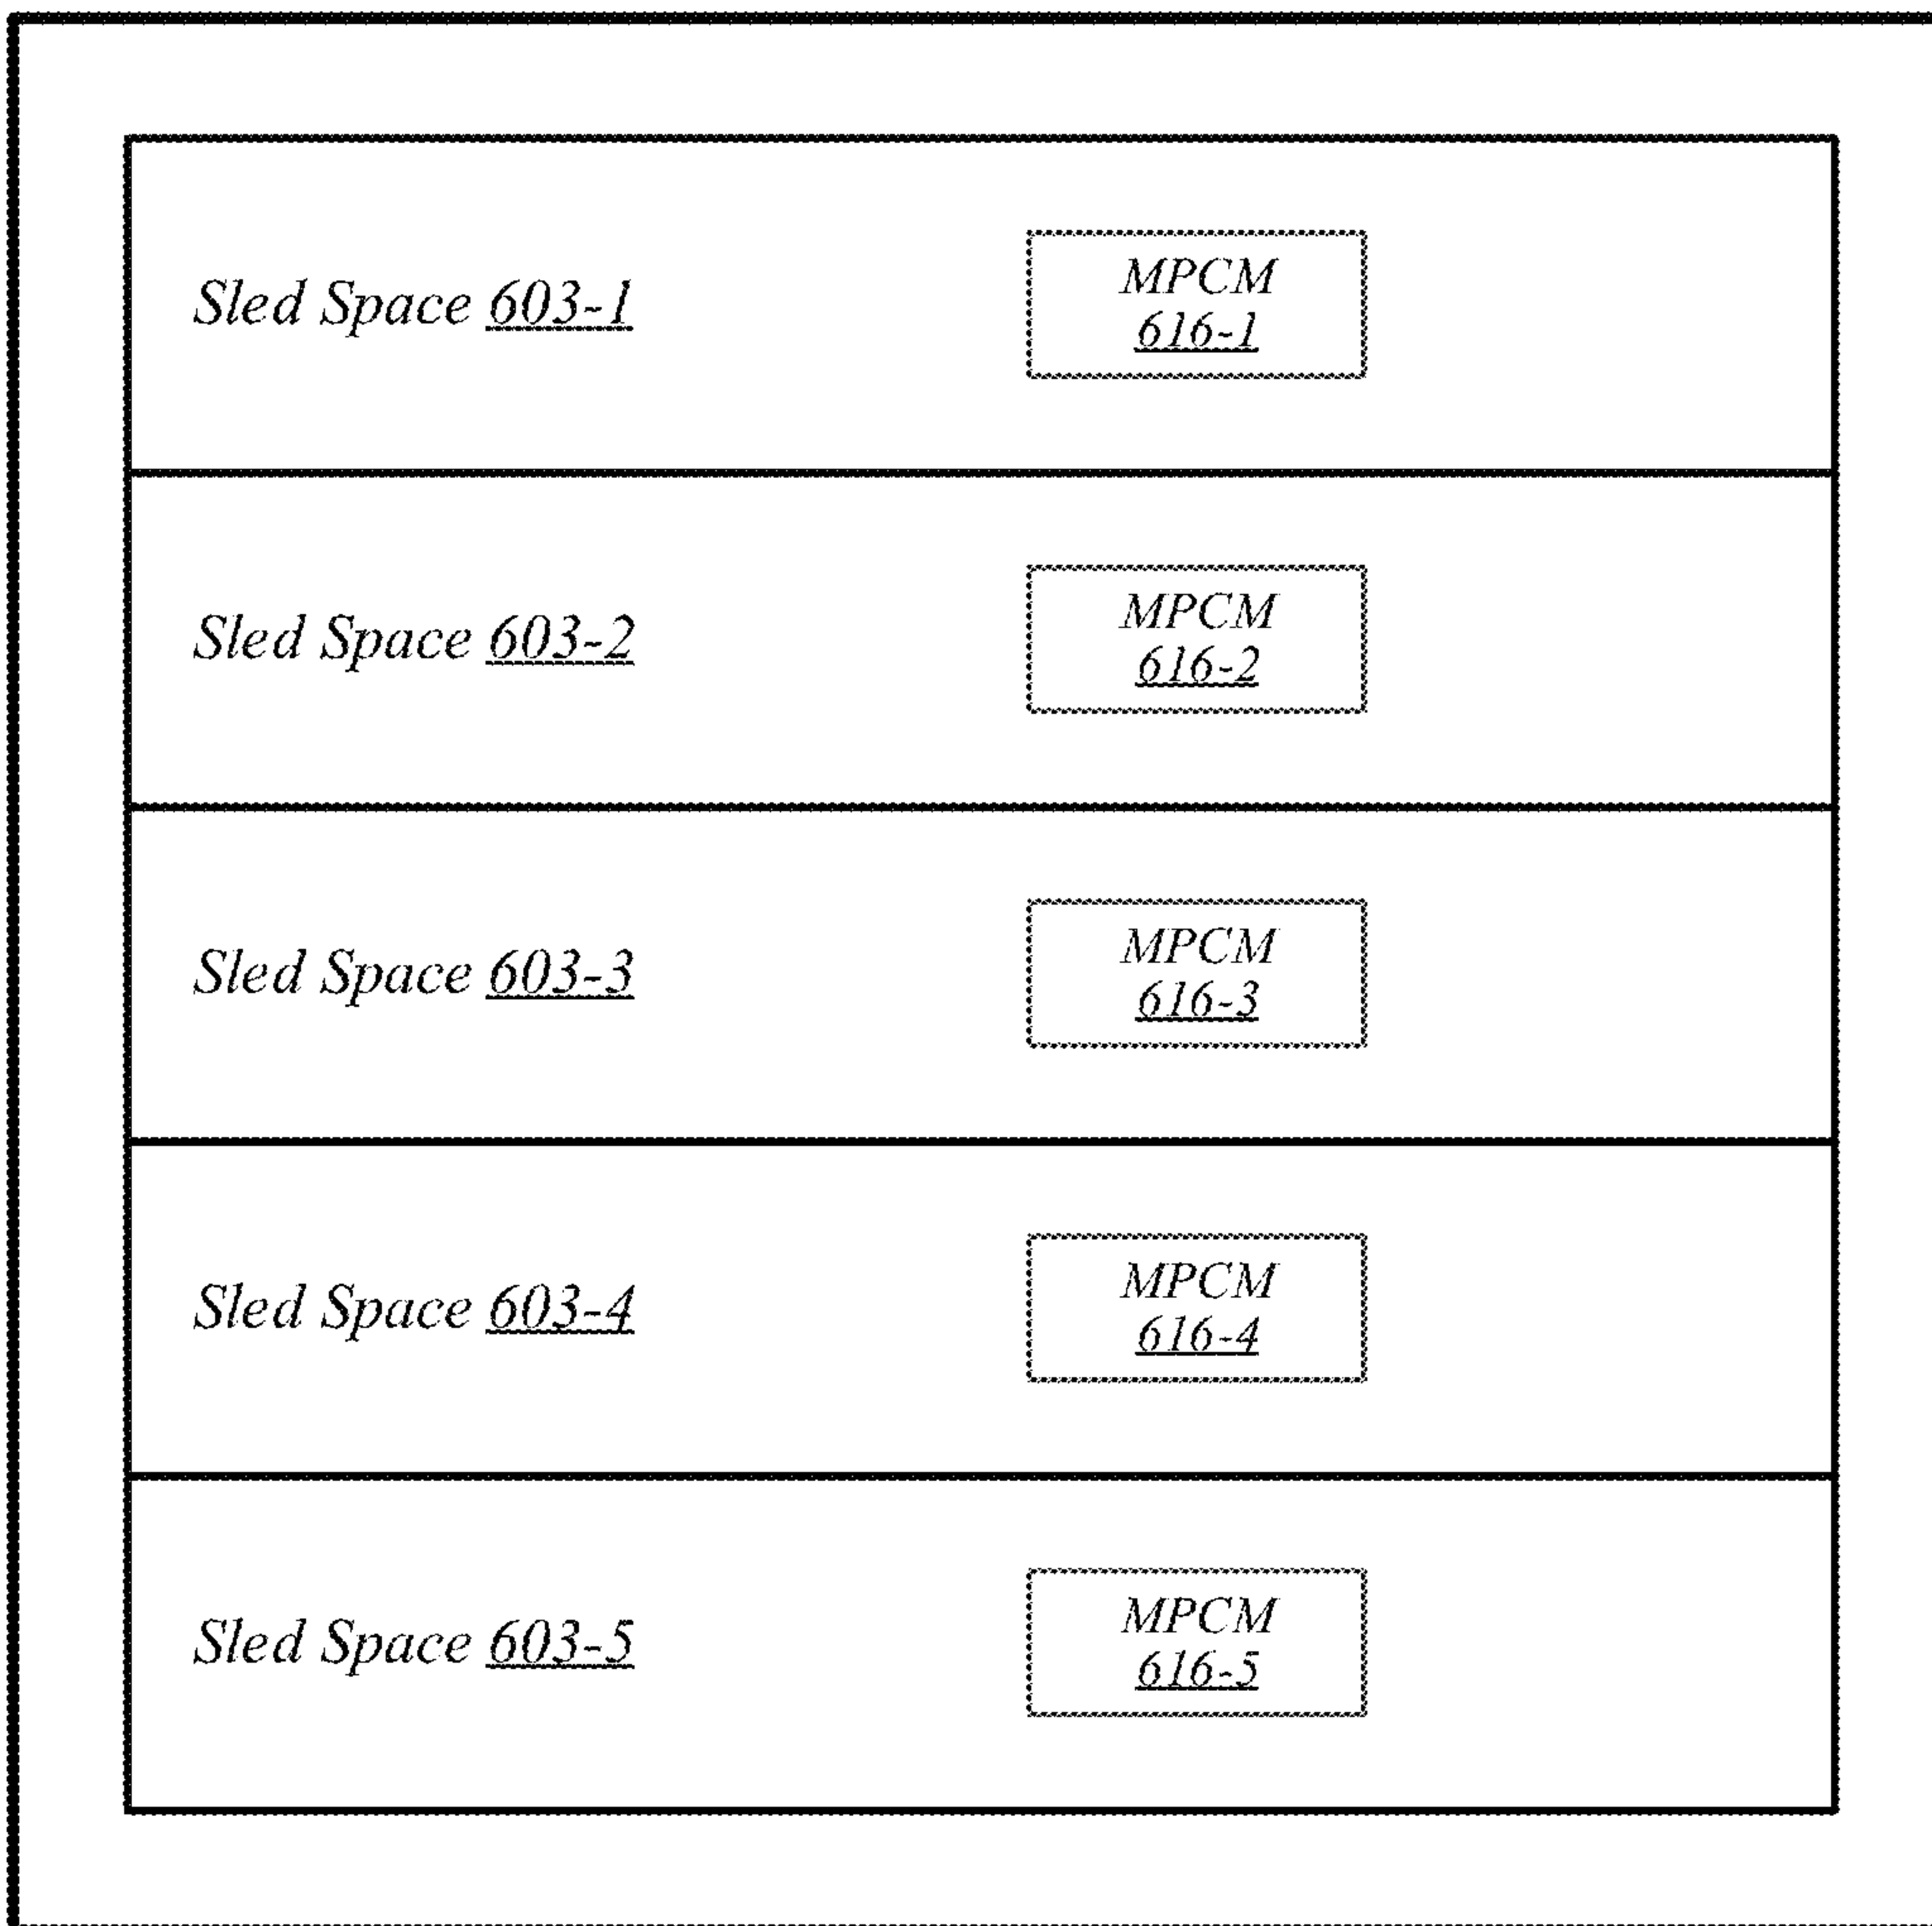 Sled Space 603-1
MPCM
616-1
Sled Space 603-2
MPCM
616-2
Sled Space 603-3
MPCM
616-3
Sled Space 603-4
MPCM
616-4
Sled Space 603-5
MPCM
616-5